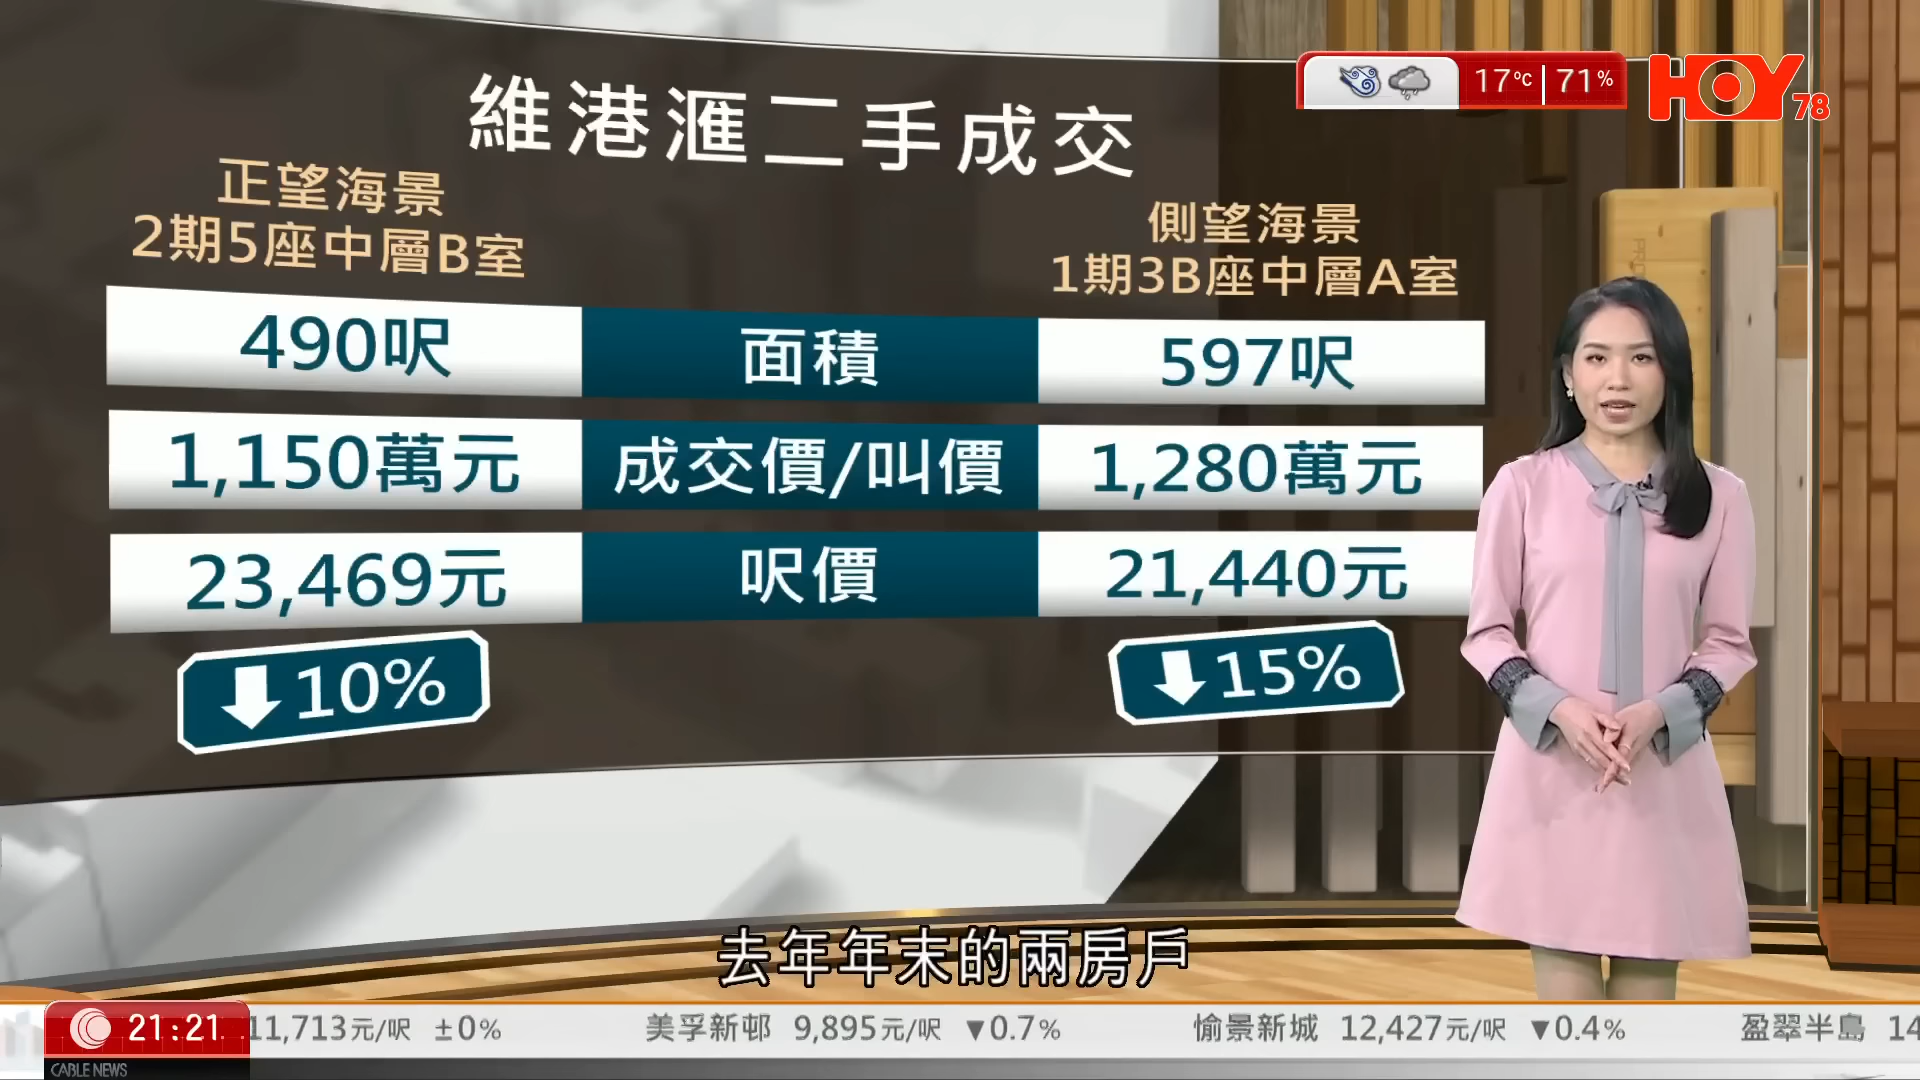 維港滙二手成交
正望海景
2期5座中層B室
側望海景
1期3B座中層A室
490呎 面積 597呎
1,150萬元 成交價/叫價 1,280萬元
23,469元 呎價 21,440元
10%
15%
17°C 71%
HOY 78
去年年末的兩房戶
21:21
11,713元/呎 ±0% 美孚新邨 9,895元/呎 ▼0.7% 愉景新城 12,427元/呎 ▼0.4% 盈翠半島 14
CABLE NEWS